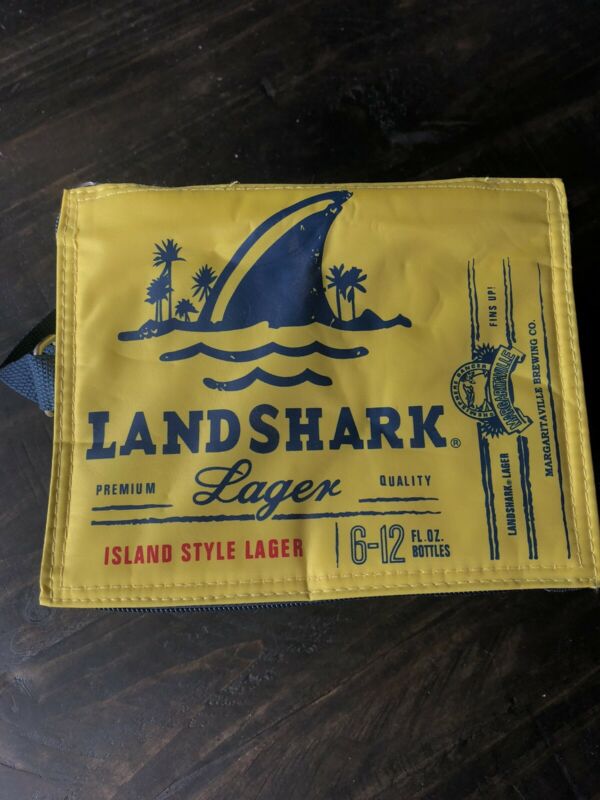 LANDSHARK®
PREMIUM Lager QUALITY
ISLAND STYLE LAGER
6-12 FL.OZ.
BOTTLES
FINS UP!
MARGARITAVILLE
LANDSHARK® LAGER
MARGARITAVILLE BREWING CO.